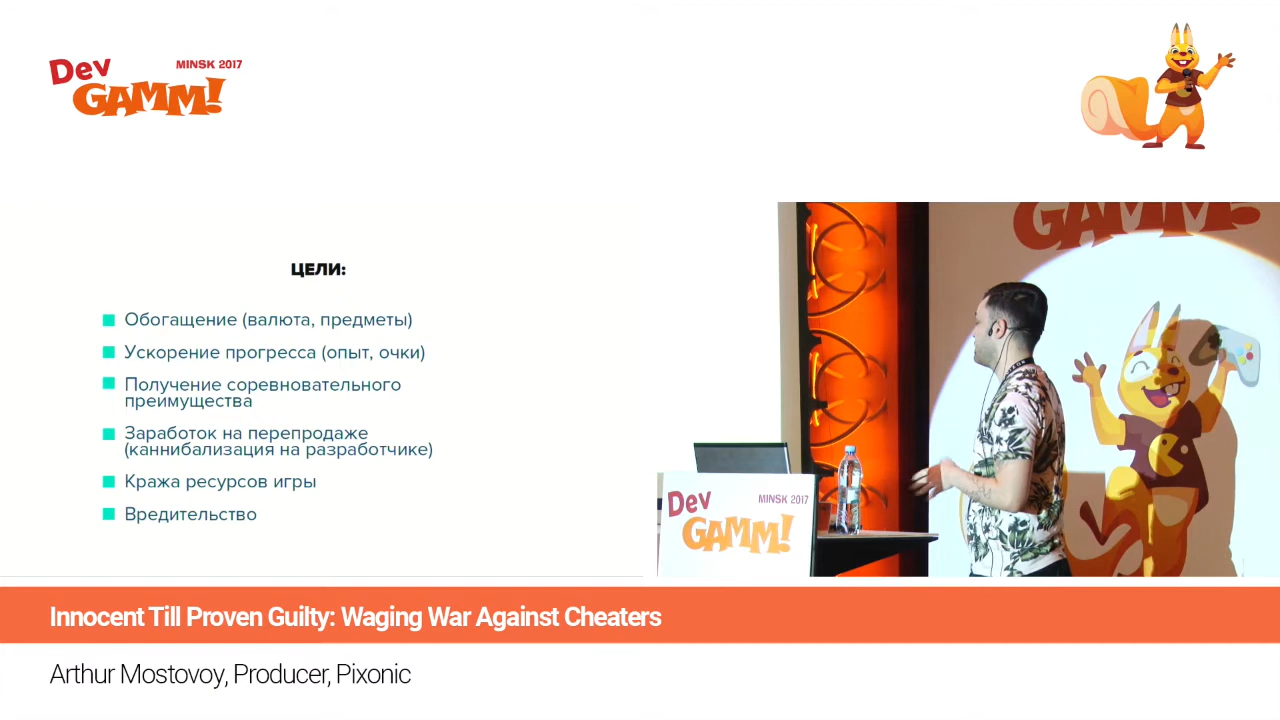 Dev
MINSK 2017
GAMM!
ЦЕЛИ:
Обогащение (валюта, предметы)
Ускорение прогресса (опыт, очки)
Получение соревновательного
преимущества
Заработок на перепродаже
(каннибализация на разработчике)
Кража ресурсов игры
Вредительство
GAMM!
Dev
MINSK 2017
GAMM!
Innocent Till Proven Guilty: Waging War Against Cheaters
Arthur Mostovoy, Producer, Pixonic